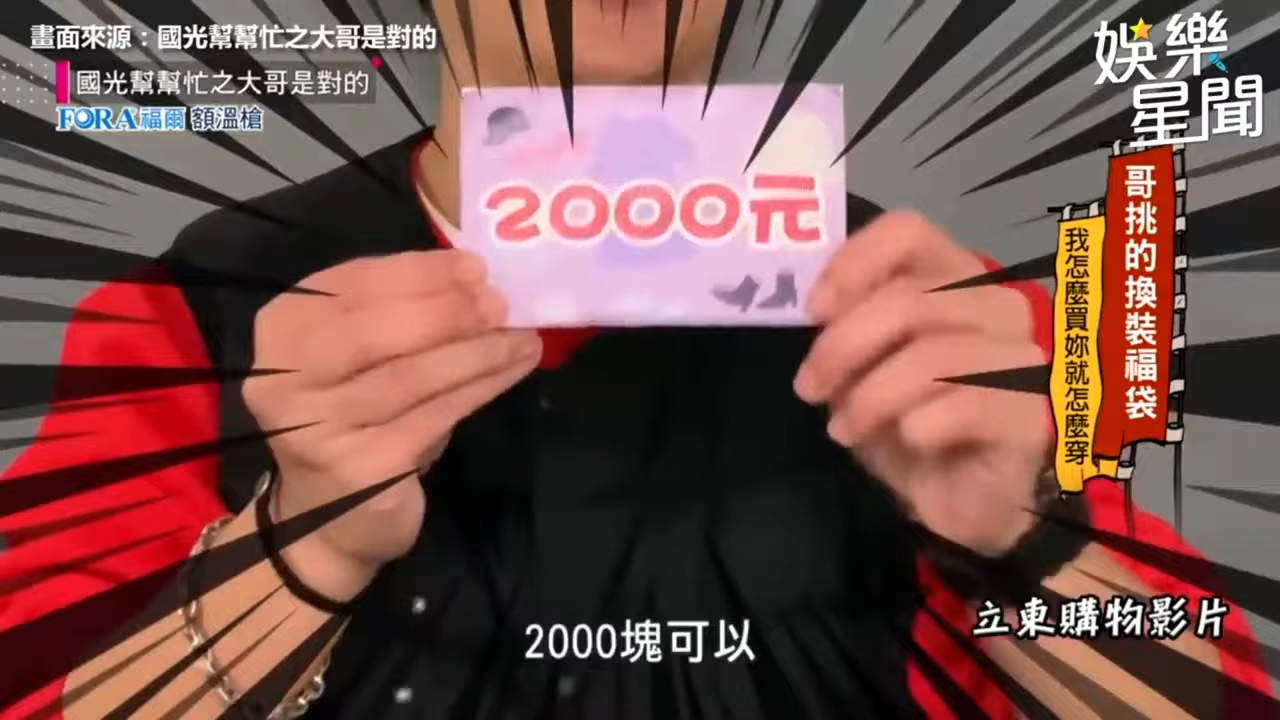 畫面來源：國光幫幫忙之大哥是對的
國光幫幫忙之大哥是對的
FORA福爾 額溫槍
娛樂
星聞
哥挑的換裝福袋
我怎麼買妳就怎麼穿
2000元
立東購物影片
2000塊可以